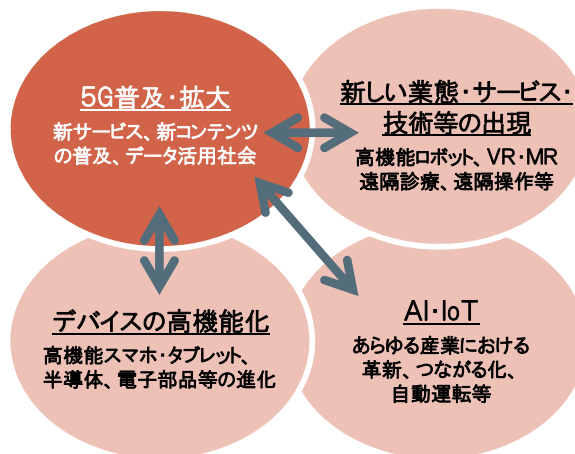 5G普及・拡大
新サービス、新コンテンツ
の普及、データ活用社会
新しい業態・サービス・
技術等の出現
高機能ロボット、VR・MR
遠隔診療、遠隔操作等
デバイスの高機能化
高機能スマホ・タブレット、
半導体、電子部品等の進化
AI・IoT
あらゆる産業における
革新、つながる化、
自動運転等